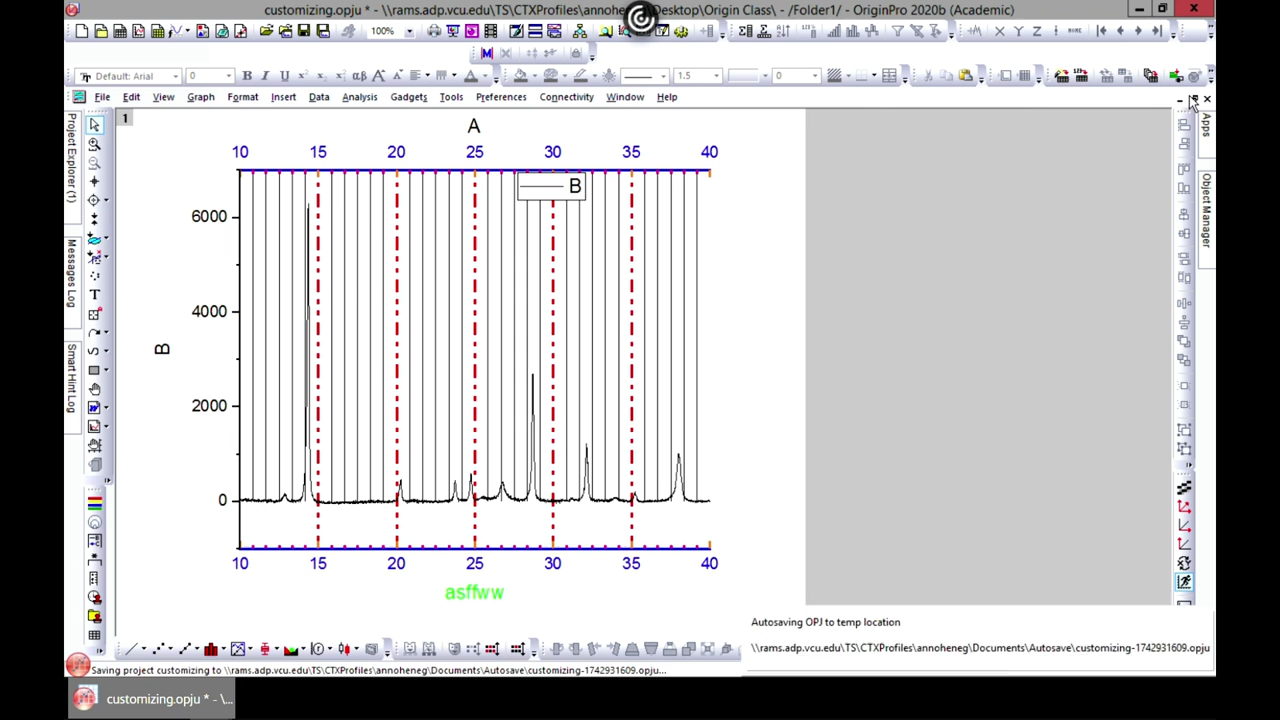 customizing.opju * - \\rams.adp.vcu.edu\TS\CTXProfiles\annoheneg\Desktop\Origin Class\ - /Folder1/ - OriginPro 2020b (Academic)
100%
Default: Arial 0 B I U αβ A A A 1.5 0
File Edit View Graph Format Insert Data Analysis Gadgets Tools Preferences Connectivity Window Help
Project Explorer (1)
Messages Log
Smart Hint Log
Apps
Object Manager
1
A
10 15 20 25 30 35 40
B
6000
4000
2000
0
B
10 15 20 25 30 35 40
asffww
Autosaving OPJ to temp location
\\rams.adp.vcu.edu\TS\CTXProfiles\annoheneg\Documents\Autosave\customizing-1742931609.opju
Saving project customizing to \\rams.adp.vcu.edu\TS\CTXProfiles\annoheneg\Documents\Autosave\customizing-1742931609.opju...
customizing.opju * - \...